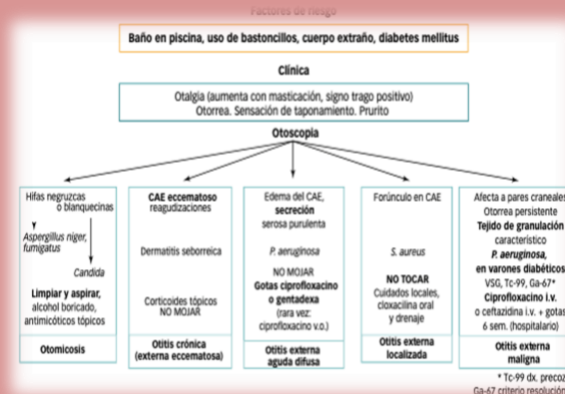 Factores de riesgo
Baño en piscina, uso de bastoncillos, cuerpo extraño, diabetes mellitus
Clínica
Otalgia (aumenta con masticación, signo trago positivo)
Otorrea. Sensación de taponamiento. Prurito
Otoscopia
Hifas negruzcas
o blanquecinas
Aspergillus niger,
fumigatus
Candida
Limpiar y aspirar,
alcohol boricado,
antimicóticos tópicos
Otomicosis
CAE eccematoso
reagudizaciones
Dermatitis seborreica
Corticoides tópicos
NO MOJAR
Otitis crónica
(externa eccematosa)
Edema del CAE,
secreción
serosa purulenta
P. aeruginosa
NO MOJAR
Gotas ciprofloxacino
o gentadexa
(rara vez:
ciprofloxacino v.o.)
Otitis externa
aguda difusa
Forúnculo en CAE
S. aureus
NO TOCAR
Cuidados locales,
cloxacilina oral
y drenaje
Otitis externa
localizada
Afecta a pares craneales
Otorrea persistente
Tejido de granulación
característico
P. aeruginosa,
en varones diabéticos
VSG, Tc-99, Ga-67*
Ciprofloxacino i.v.
o ceftazidina i.v. + gotas
6 sem. (hospitalario)
Otitis externa
maligna
* Tc-99 dx. precoz
Ga-67 criterio resolución